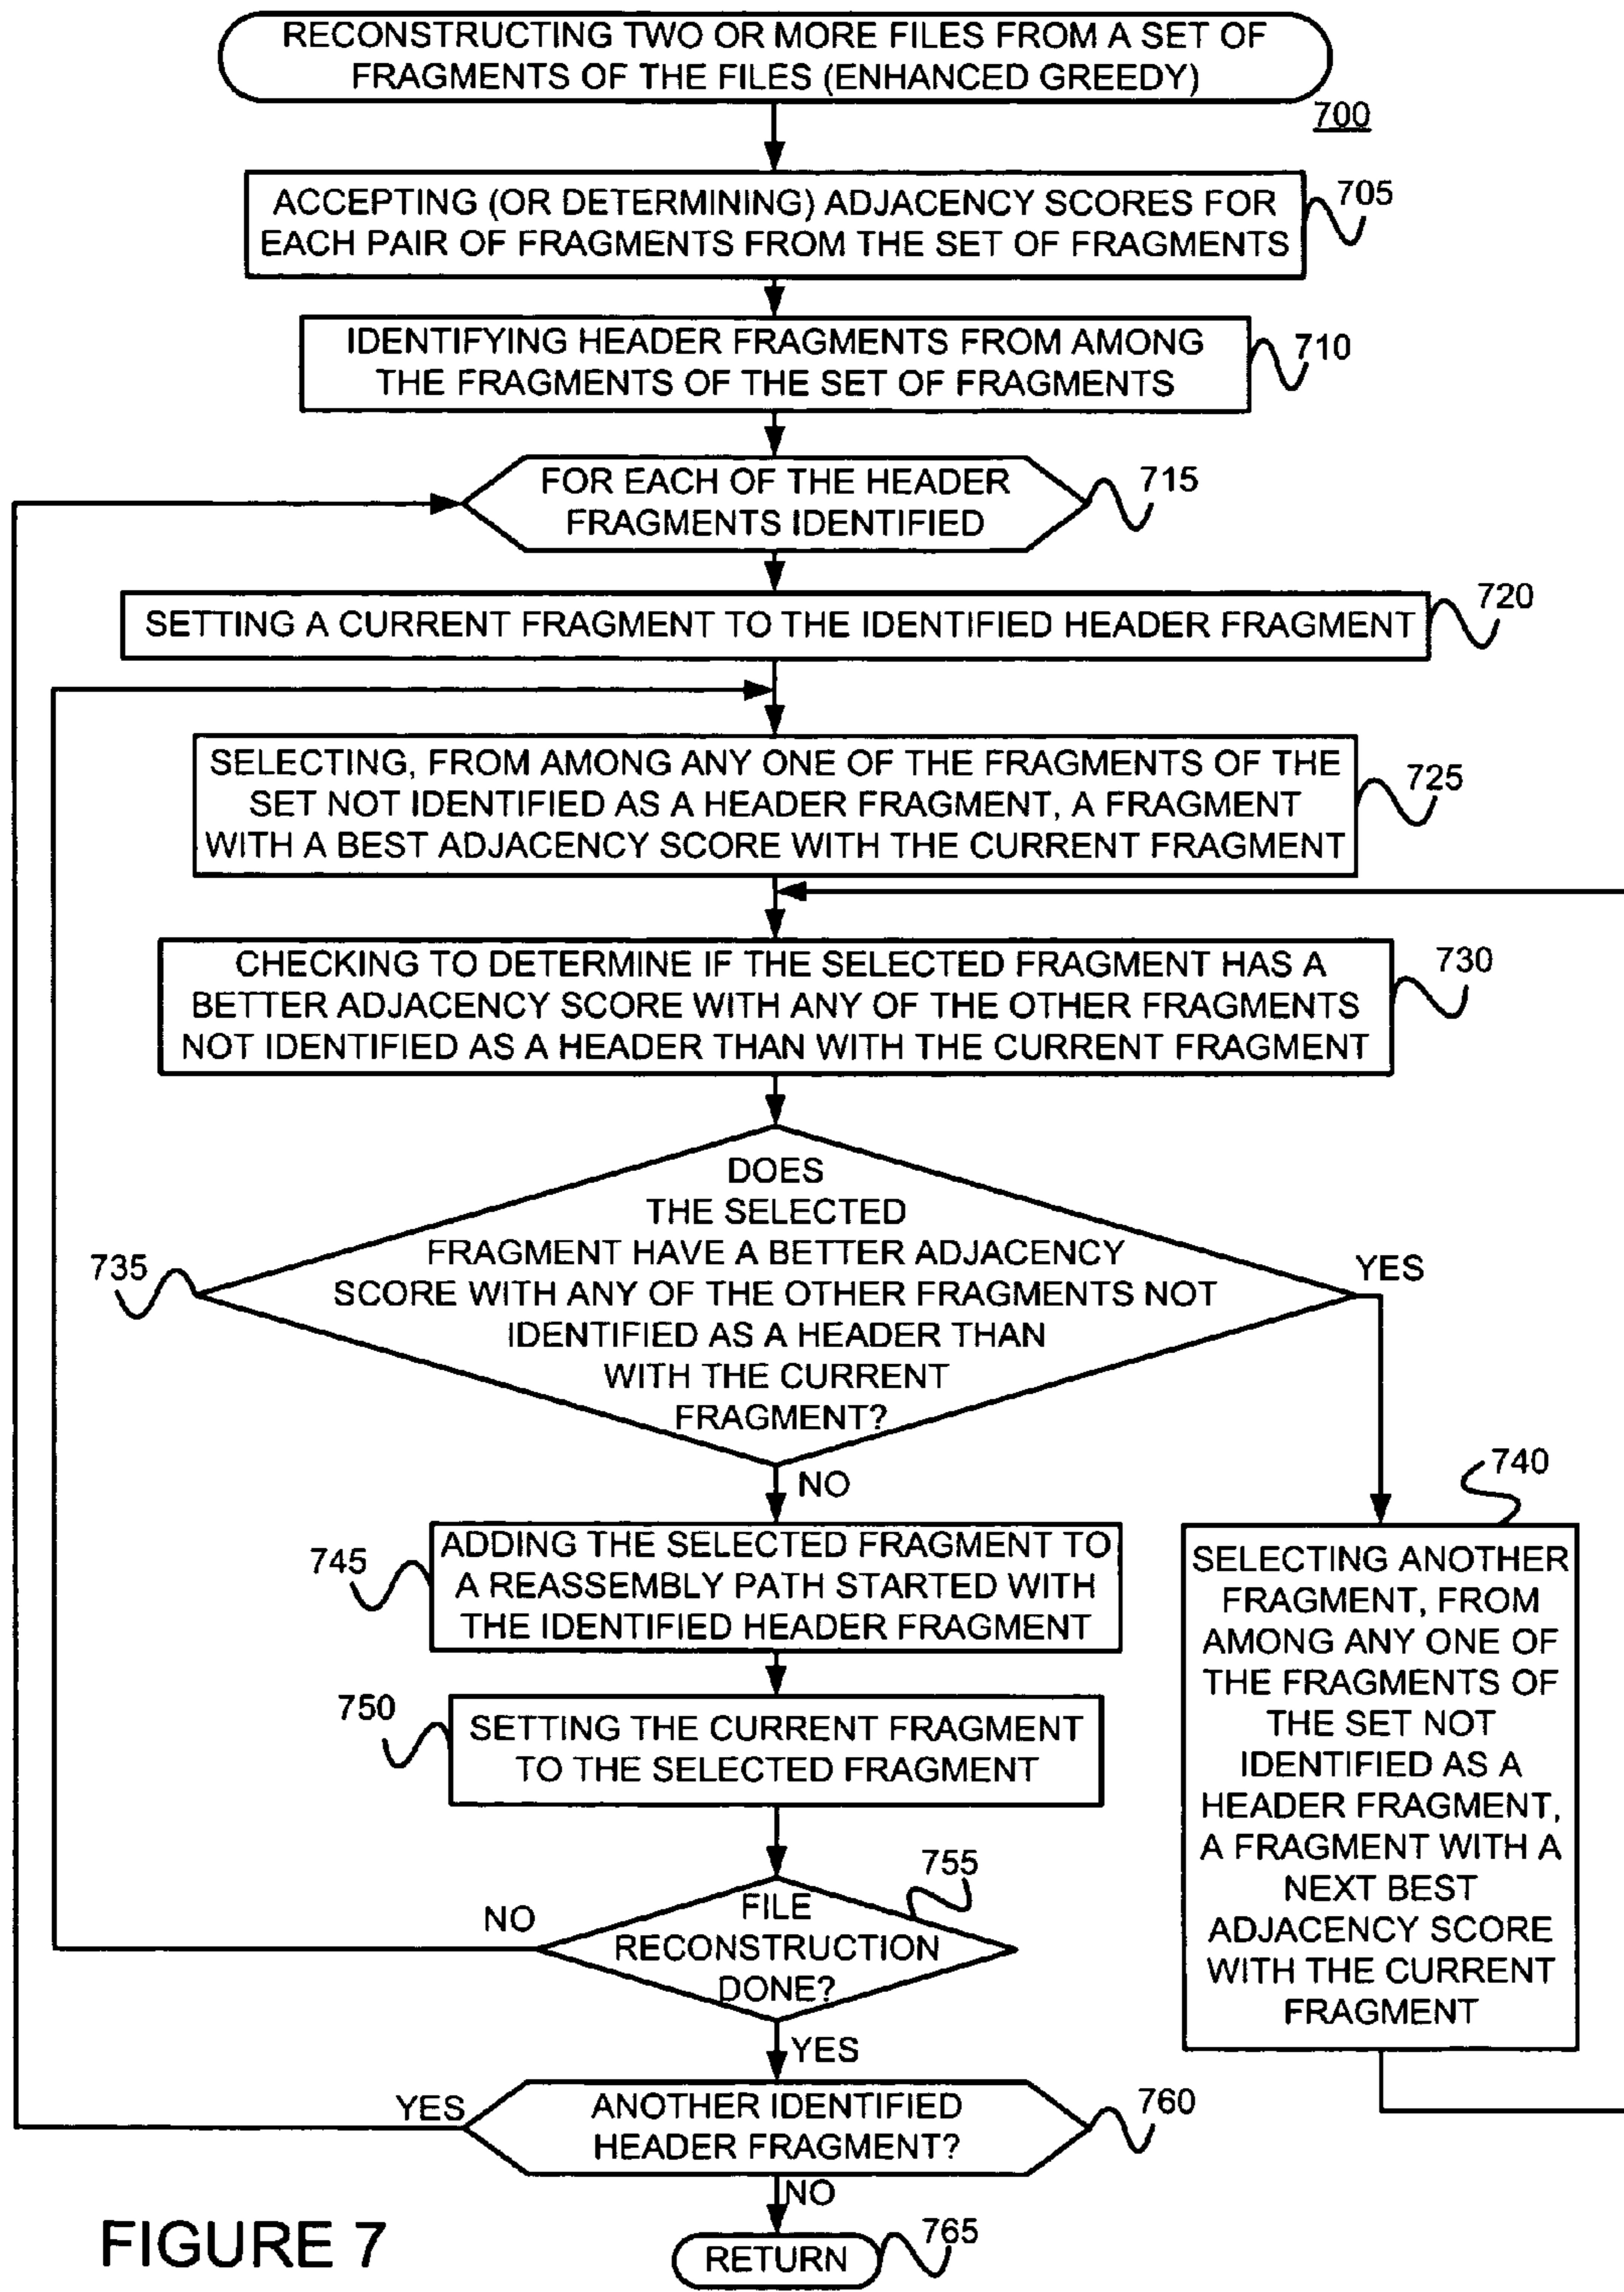 RECONSTRUCTING TWO OR MORE FILES FROM A SET OF
FRAGMENTS OF THE FILES (ENHANCED GREEDY)
700
ACCEPTING (OR DETERMINING) ADJACENCY SCORES FOR
EACH PAIR OF FRAGMENTS FROM THE SET OF FRAGMENTS
705
IDENTIFYING HEADER FRAGMENTS FROM AMONG
THE FRAGMENTS OF THE SET OF FRAGMENTS
710
FOR EACH OF THE HEADER
FRAGMENTS IDENTIFIED
715
SETTING A CURRENT FRAGMENT TO THE IDENTIFIED HEADER FRAGMENT
720
SELECTING, FROM AMONG ANY ONE OF THE FRAGMENTS OF THE
SET NOT IDENTIFIED AS A HEADER FRAGMENT, A FRAGMENT
WITH A BEST ADJACENCY SCORE WITH THE CURRENT FRAGMENT
725
CHECKING TO DETERMINE IF THE SELECTED FRAGMENT HAS A
BETTER ADJACENCY SCORE WITH ANY OF THE OTHER FRAGMENTS
NOT IDENTIFIED AS A HEADER THAN WITH THE CURRENT FRAGMENT
730
DOES
THE SELECTED
FRAGMENT HAVE A BETTER ADJACENCY
SCORE WITH ANY OF THE OTHER FRAGMENTS NOT
IDENTIFIED AS A HEADER THAN
WITH THE CURRENT
FRAGMENT?
735
YES
NO
740
SELECTING ANOTHER
FRAGMENT, FROM
AMONG ANY ONE OF
THE FRAGMENTS OF
THE SET NOT
IDENTIFIED AS A
HEADER FRAGMENT,
A FRAGMENT WITH A
NEXT BEST
ADJACENCY SCORE
WITH THE CURRENT
FRAGMENT
745
ADDING THE SELECTED FRAGMENT TO
A REASSEMBLY PATH STARTED WITH
THE IDENTIFIED HEADER FRAGMENT
750
SETTING THE CURRENT FRAGMENT
TO THE SELECTED FRAGMENT
755
FILE
RECONSTRUCTION
DONE?
NO
YES
ANOTHER IDENTIFIED
HEADER FRAGMENT?
760
YES
NO
RETURN
765
FIGURE 7